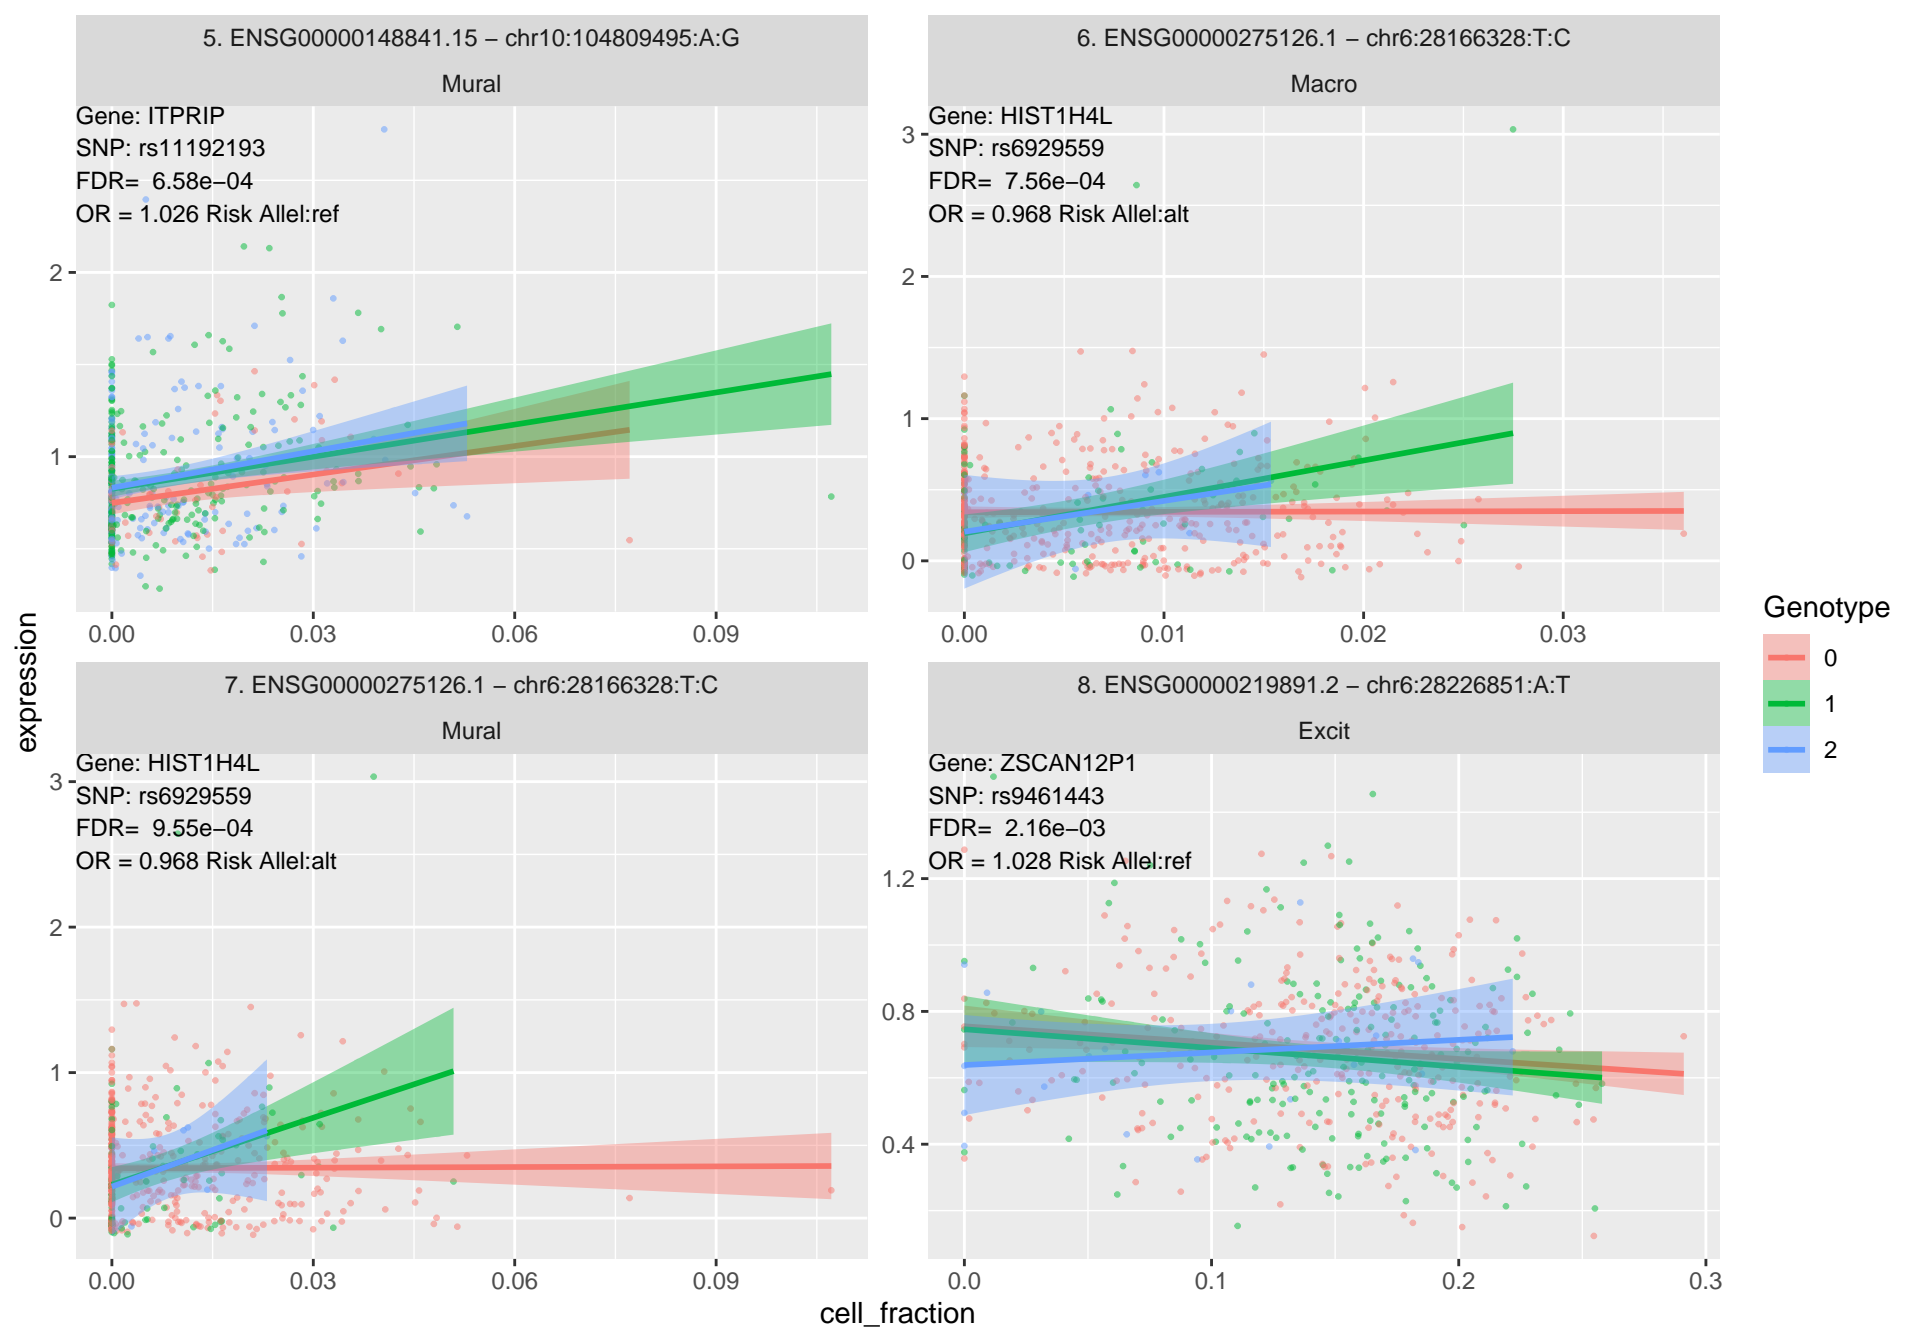 5. ENSG00000148841.15 − chr10:104809495:A:G
Mural
Gene: ITPRIP
SNP: rs11192193
FDR=  6.58e−04
OR = 1.026 Risk Allel:ref
2
1
0.00
0.03
0.06
0.09
6. ENSG00000275126.1 − chr6:28166328:T:C
Macro
Gene: HIST1H4L
SNP: rs6929559
FDR=  7.56e−04
OR = 0.968 Risk Allel:alt
3
2
1
0
0.00
0.01
0.02
0.03
7. ENSG00000275126.1 − chr6:28166328:T:C
Mural
Gene: HIST1H4L
SNP: rs6929559
FDR=  9.55e−04
OR = 0.968 Risk Allel:alt
3
2
1
0
0.00
0.03
0.06
0.09
8. ENSG00000219891.2 − chr6:28226851:A:T
Excit
Gene: ZSCAN12P1
SNP: rs9461443
FDR=  2.16e−03
OR = 1.028 Risk Allel:ref
1.2
0.8
0.4
0.0
0.1
0.2
0.3
expression
cell_fraction
Genotype
0
1
2